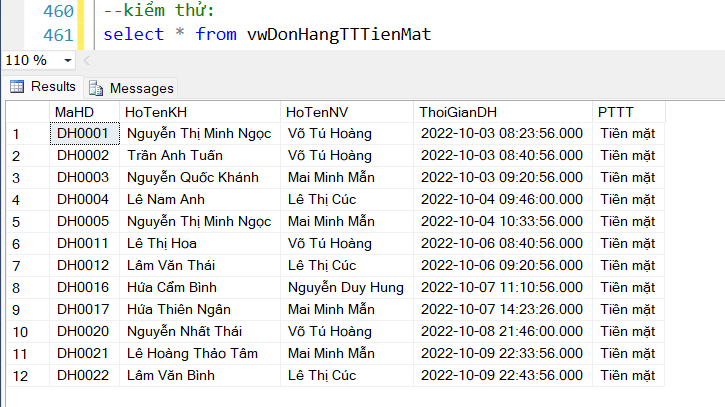 460 --kiểm thử:
461 select * from vwDonHangTTTienMat
110 %
Results Messages
MaHD HoTenKH HoTenNV ThoiGianDH PTTT
1 DH0001 Nguyễn Thị Minh Ngọc Võ Tú Hoàng 2022-10-03 08:23:56.000 Tiền mặt
2 DH0002 Trần Anh Tuấn Võ Tú Hoàng 2022-10-03 08:40:56.000 Tiền mặt
3 DH0003 Nguyễn Quốc Khánh Mai Minh Mẫn 2022-10-03 09:20:56.000 Tiền mặt
4 DH0004 Lê Nam Anh Lê Thị Cúc 2022-10-04 09:46:00.000 Tiền mặt
5 DH0005 Nguyễn Thị Minh Ngọc Mai Minh Mẫn 2022-10-04 10:33:56.000 Tiền mặt
6 DH0011 Lê Thị Hoa Võ Tú Hoàng 2022-10-06 08:40:56.000 Tiền mặt
7 DH0012 Lâm Văn Thái Lê Thị Cúc 2022-10-06 09:20:56.000 Tiền mặt
8 DH0016 Hứa Cẩm Bình Nguyễn Duy Hung 2022-10-07 11:10:56.000 Tiền mặt
9 DH0017 Hứa Thiên Ngân Mai Minh Mẫn 2022-10-07 14:23:26.000 Tiền mặt
10 DH0020 Nguyễn Nhất Thái Võ Tú Hoàng 2022-10-08 21:46:00.000 Tiền mặt
11 DH0021 Lê Hoàng Thảo Tâm Mai Minh Mẫn 2022-10-09 22:33:56.000 Tiền mặt
12 DH0022 Lâm Văn Bình Lê Thị Cúc 2022-10-09 22:43:56.000 Tiền mặt